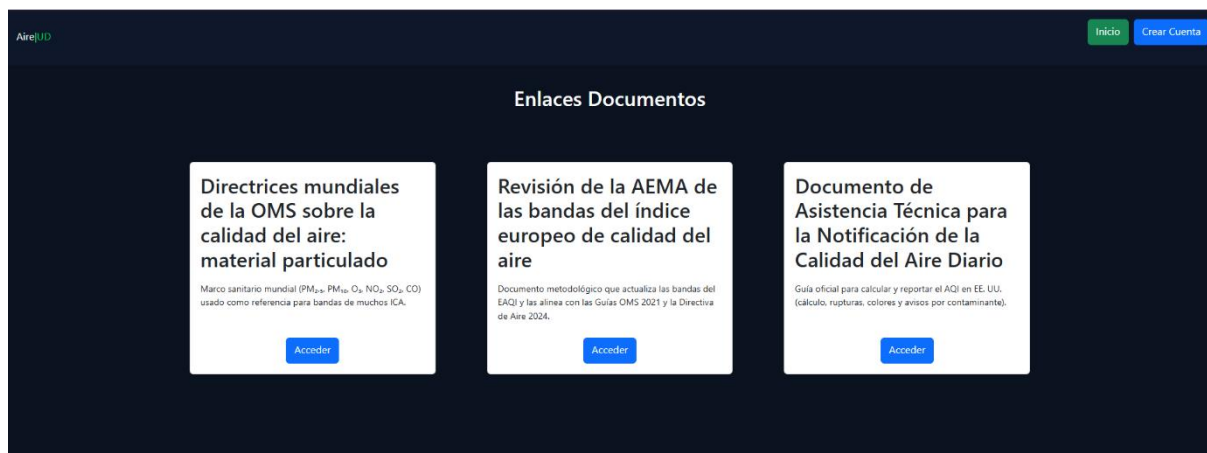 Aire|UD
Inicio
Crear Cuenta
Enlaces Documentos
Directrices mundiales
de la OMS sobre la
calidad del aire:
material particulado
Marco sanitario mundial (PM₂.₅, PM₁₀, O₃, NO₂, SO₂, CO)
usado como referencia para bandas de muchos ICA.
Acceder
Revisión de la AEMA de
las bandas del índice
europeo de calidad del
aire
Documento metodológico que actualiza las bandas del
EAQI y las alinea con las Guías OMS 2021 y la Directiva
de Aire 2024.
Acceder
Documento de
Asistencia Técnica para
la Notificación de la
Calidad del Aire Diario
Guía oficial para calcular y reportar el AQI en EE. UU.
(cálculo, rupturas, colores y avisos por contaminante).
Acceder